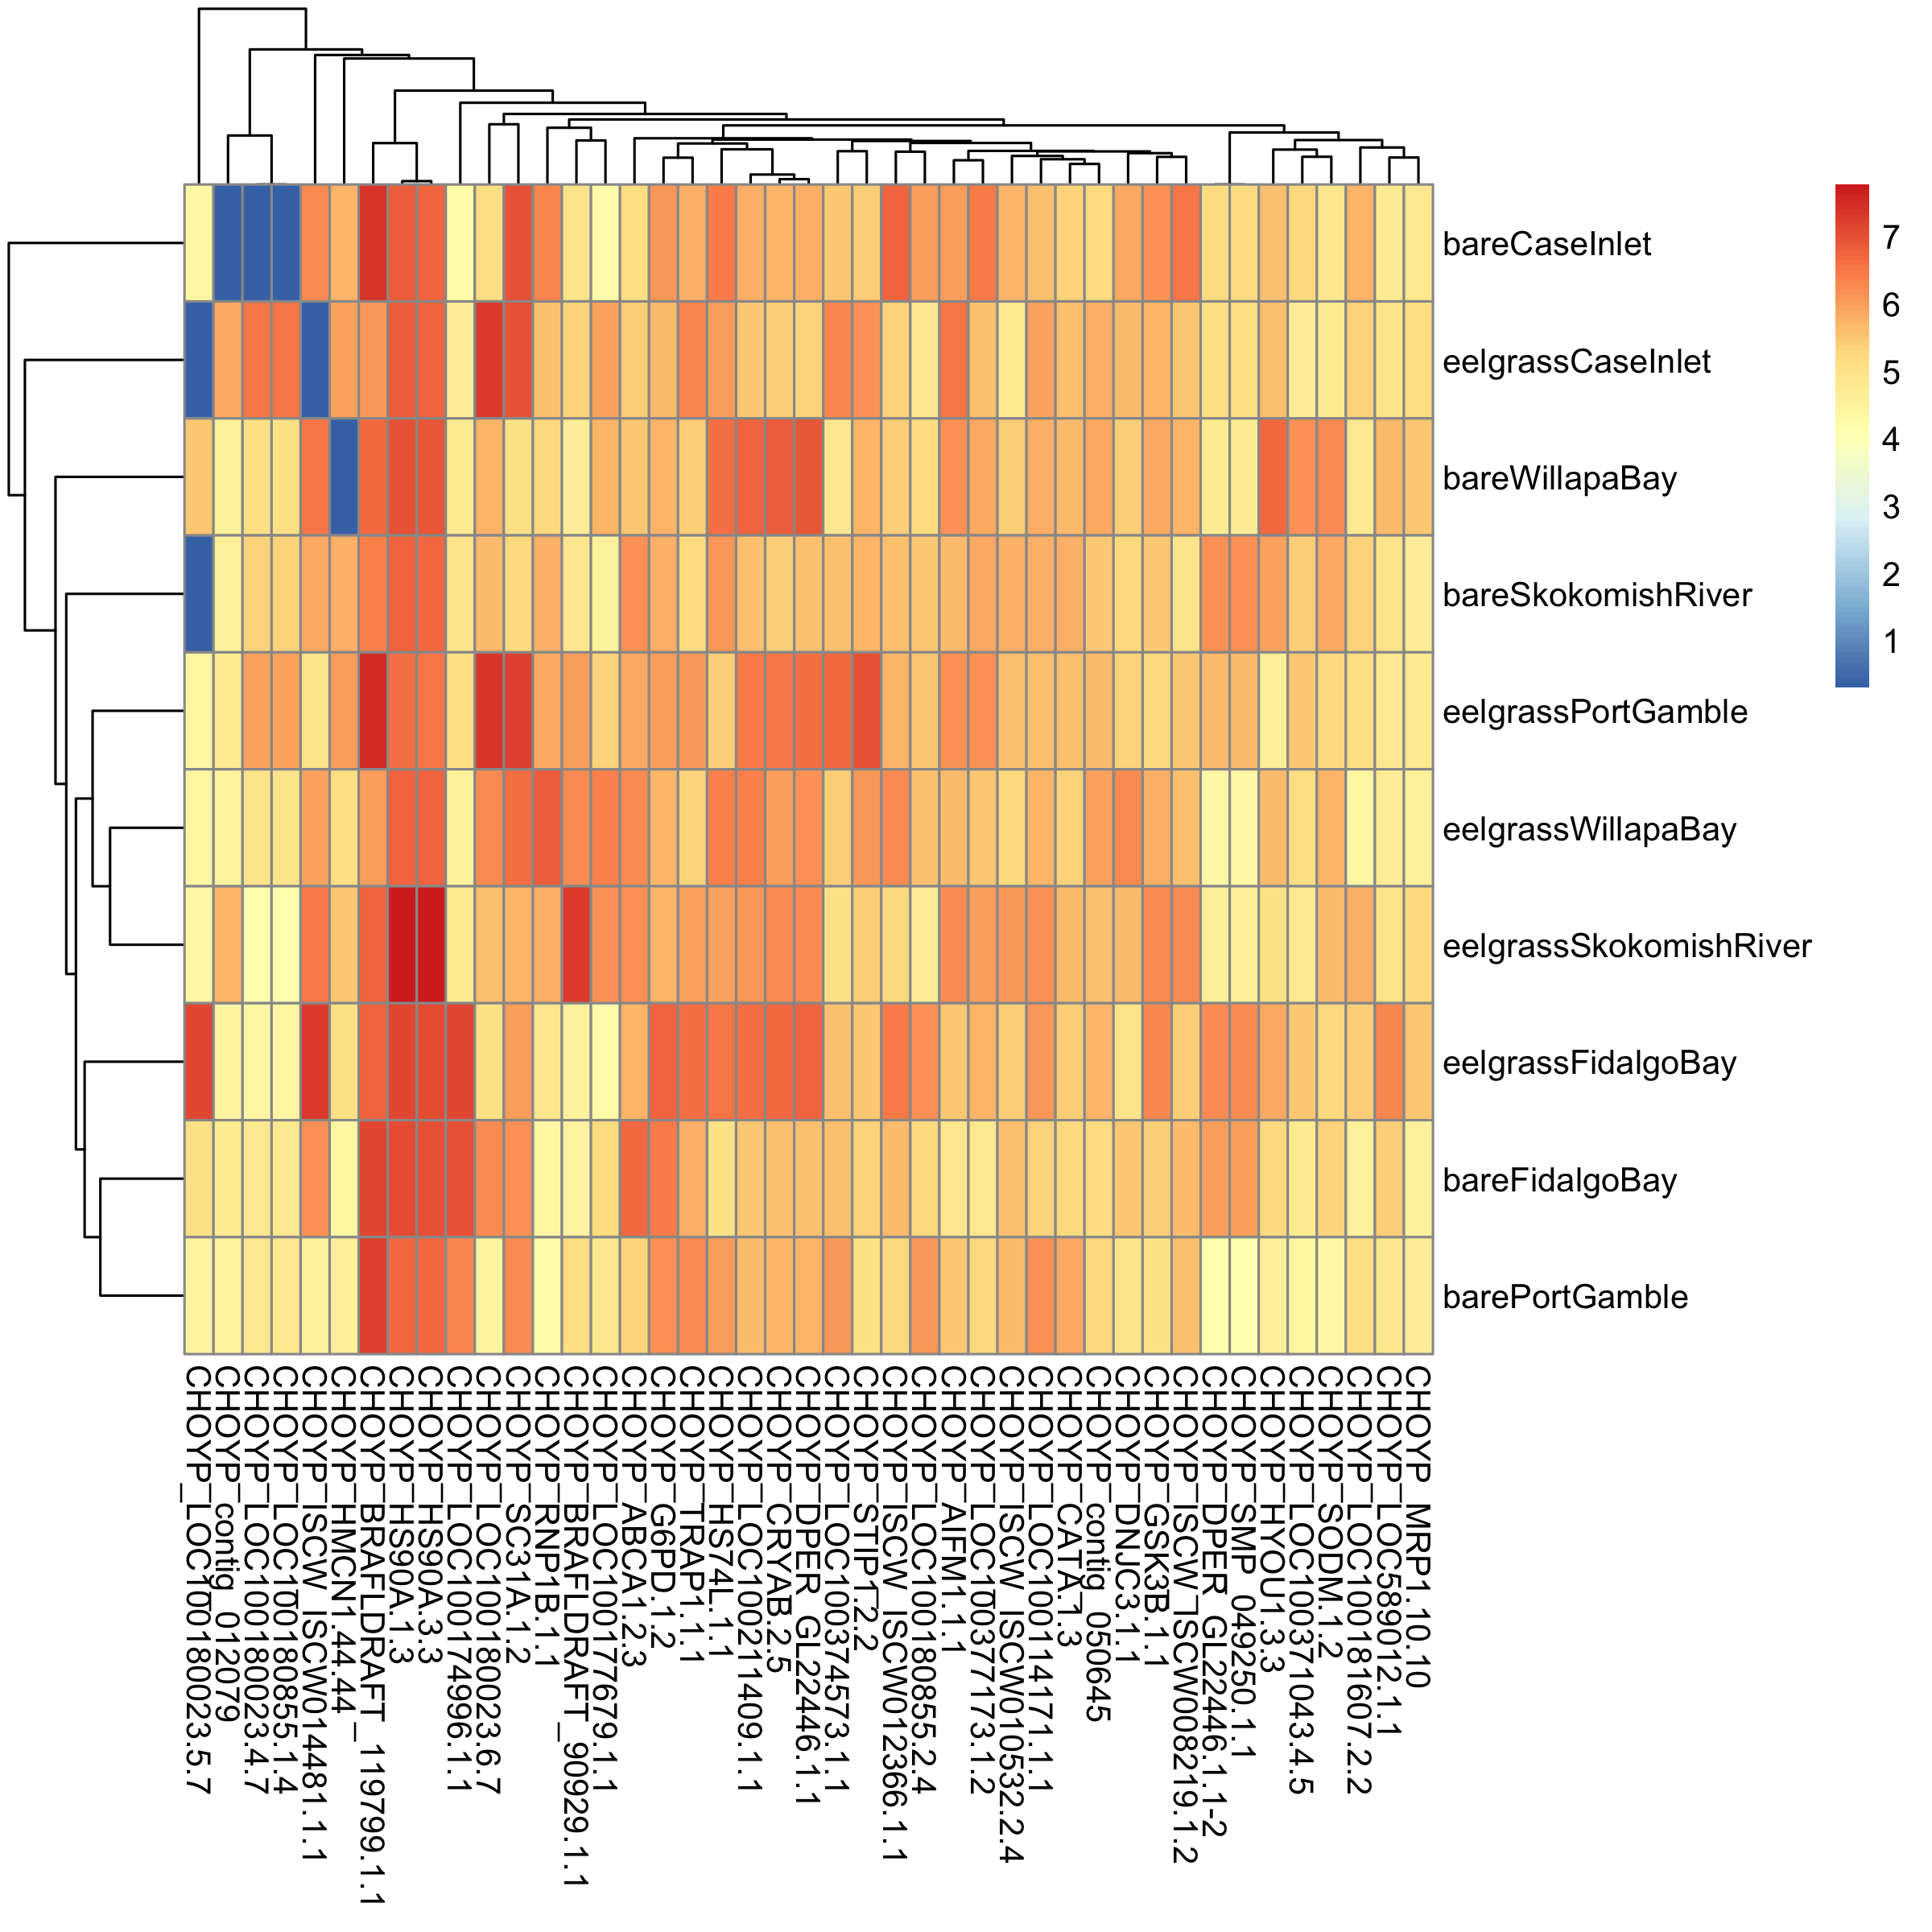 7
6
5
4
3
2
1
bareCaseInlet
eelgrassCaseInlet
bareWillapaBay
bareSkokomishRiver
eelgrassPortGamble
eelgrassWillapaBay
eelgrassSkokomishRiver
eelgrassFidalgoBay
bareFidalgoBay
barePortGamble
CHOYP_LOC100180023.5.7
CHOYP_contig_012079
CHOYP_LOC100180023.4.7
CHOYP_LOC100180855.1.4
CHOYP_ISCW_ISCW014481.1.1
CHOYP_HMCN1.44.44
CHOYP_BRAFLDRAFT_119799.1.1
CHOYP_HS90A.1.3
CHOYP_HS90A.3.3
CHOYP_LOC100174996.1.1
CHOYP_LOC100180023.6.7
CHOYP_SC31A.1.2
CHOYP_RNP1B.1.1
CHOYP_BRAFLDRAFT_90929.1.1
CHOYP_LOC100177679.1.1
CHOYP_ABCA1.2.3
CHOYP_G6PD.1.2
CHOYP_TRAP1.1.1
CHOYP_HS74L.1.1
CHOYP_LOC100211409.1.1
CHOYP_CRYAB.2.5
CHOYP_DPER_GL22446.1.1
CHOYP_LOC100374573.1.1
CHOYP_STIP1.2.2
CHOYP_ISCW_ISCW012366.1.1
CHOYP_LOC100180855.2.4
CHOYP_AIFM1.1.1
CHOYP_LOC100377173.1.2
CHOYP_ISCW_ISCW010532.2.4
CHOYP_LOC100114171.1.1
CHOYP_CATA.1.3
CHOYP_contig_050645
CHOYP_DNJC3.1.1
CHOYP_GSK3B.1.1
CHOYP_ISCW_ISCW008219.1.2
CHOYP_DPER_GL22446.1.1-2
CHOYP_SMP_049250.1.1
CHOYP_HYOU1.3.3
CHOYP_LOC100371043.4.5
CHOYP_SODM.1.2
CHOYP_LOC100181607.2.2
CHOYP_LOC589012.1.1
CHOYP_MRP1.10.10